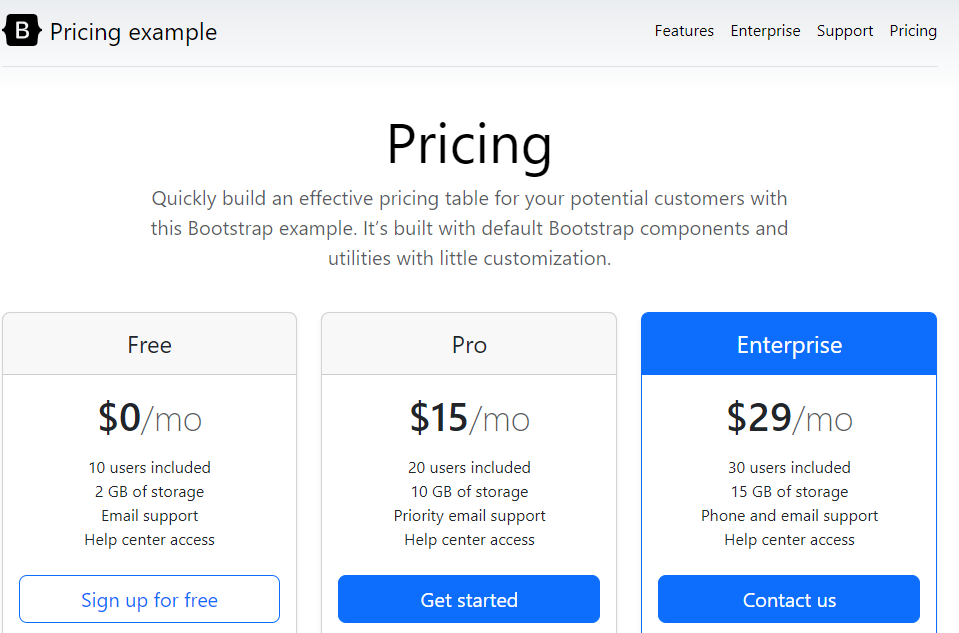 B Pricing example
Features Enterprise Support Pricing
Pricing
Quickly build an effective pricing table for your potential customers with
this Bootstrap example. It’s built with default Bootstrap components and
utilities with little customization.
Free
$0/mo
10 users included
2 GB of storage
Email support
Help center access
Sign up for free
Pro
$15/mo
20 users included
10 GB of storage
Priority email support
Help center access
Get started
Enterprise
$29/mo
30 users included
15 GB of storage
Phone and email support
Help center access
Contact us